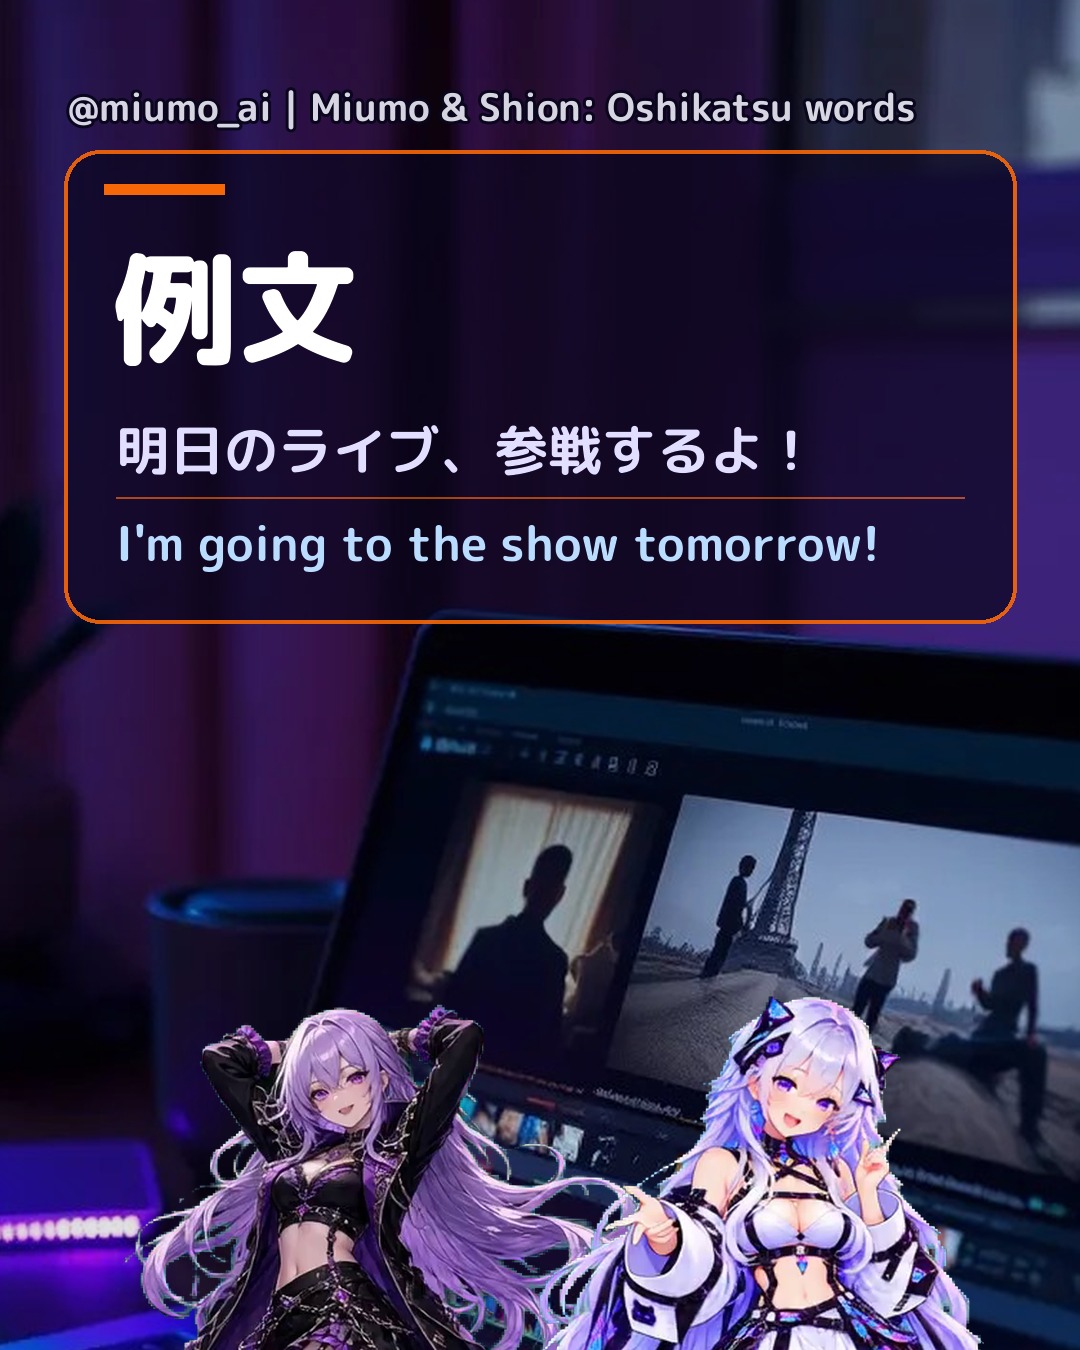 @miumo_ai | Miumo & Shion: Oshikatsu words
例文
明日のライブ、参戦するよ！
I'm going to the show tomorrow!